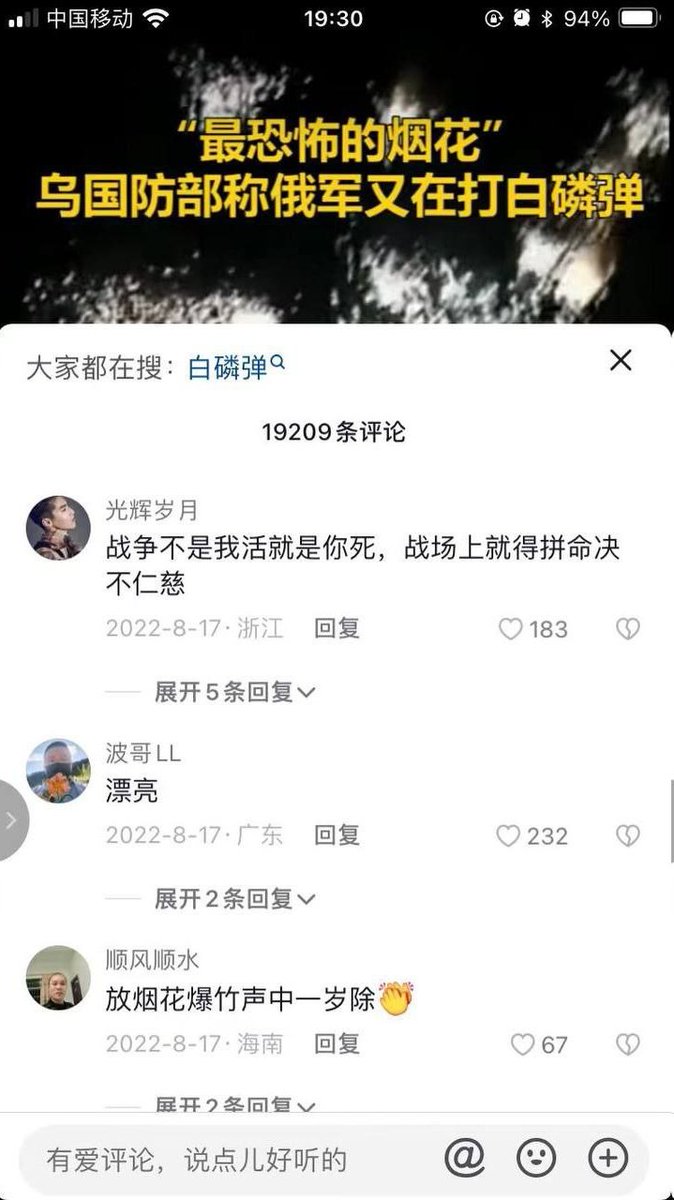 中国移动
19:30
94%
“最恐怖的烟花”
乌国防部称俄军又在打白磷弹
大家都在搜：白磷弹
19209条评论
光辉岁月
战争不是我活就是你死，战场上就得拼命决
不仁慈
2022-8-17·浙江 回复 183
展开5条回复
波哥LL
漂亮
2022-8-17·广东 回复 232
展开2条回复
顺风顺水
放烟花爆竹声中一岁除👏
2022-8-17·海南 回复 67
展开2条回复
有爱评论，说点儿好听的